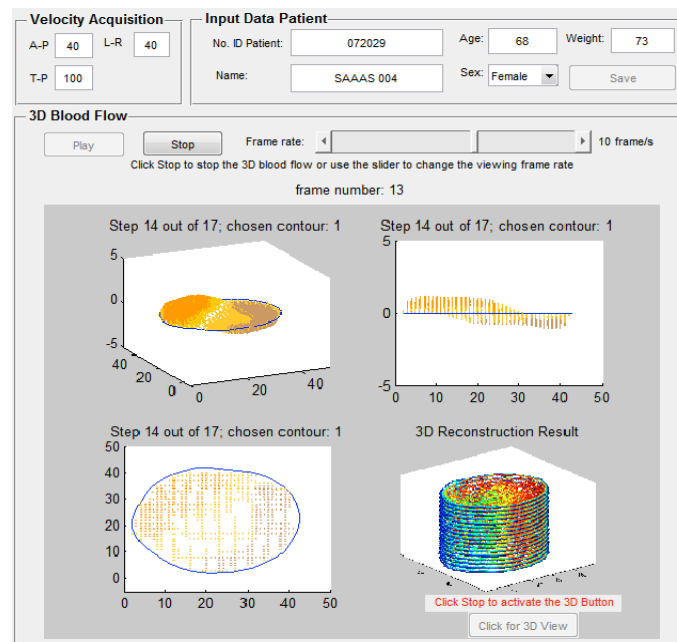 Velocity Acquisition
A-P 40 L-R 40
T-P 100
Input Data Patient
No. ID Patient: 072029 Age: 68 Weight: 73
Name: SAAAS 004 Sex: Female Save
3D Blood Flow
Play Stop Frame rate: 10 frame/s
Click Stop to stop the 3D blood flow or use the slider to change the viewing frame rate
frame number: 13
Step 14 out of 17; chosen contour: 1
5
0
-5
40
20
0
0
20
40
Step 14 out of 17; chosen contour: 1
5
0
-5
0 10 20 30 40 50
Step 14 out of 17; chosen contour: 1
50
40
30
20
10
0
0 10 20 30 40 50
3D Reconstruction Result
Click Stop to activate the 3D Button
Click for 3D View